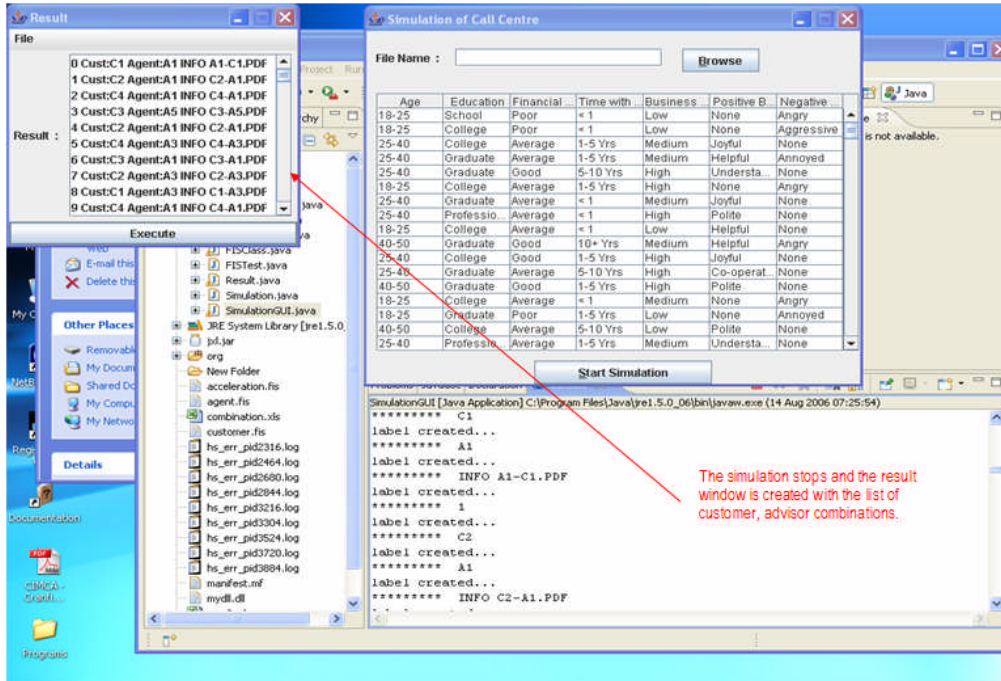 Result
File
Result :
0 Cust:C1 Agent:A1 INFO A1-C1.PDF
1 Cust:C2 Agent:A1 INFO C2-A1.PDF
2 Cust:C4 Agent:A1 INFO C4-A1.PDF
3 Cust:C3 Agent:A5 INFO C3-A5.PDF
4 Cust:C2 Agent:A1 INFO C2-A1.PDF
5 Cust:C4 Agent:A3 INFO C4-A3.PDF
6 Cust:C3 Agent:A1 INFO C3-A1.PDF
7 Cust:C2 Agent:A3 INFO C2-A3.PDF
8 Cust:C1 Agent:A3 INFO C1-A3.PDF
9 Cust:C4 Agent:A1 INFO C4-A1.PDF
Execute
Simulation of Call Centre
File Name :
Browse
Age Education Financial ... Time with ... Business ... Positive B... Negative ...
18-25 School Poor < 1 Low None Angry
18-25 College Poor < 1 Low None Aggressive
25-40 College Average 1-5 Yrs Medium Joyful None
25-40 Graduate Average 1-5 Yrs Medium Helpful Annoyed
25-40 Graduate Good 5-10 Yrs High Understa... None
18-25 College Average 1-5 Yrs High None Angry
25-40 Graduate Average < 1 Medium Joyful None
25-40 Professio... Average < 1 High Polite None
18-25 College Average < 1 Low Helpful None
40-50 Graduate Good 10+ Yrs Medium Helpful Angry
25-40 College Good 1-5 Yrs High Joyful None
25-40 Graduate Average 5-10 Yrs High Co-operat... None
40-50 Graduate Good 1-5 Yrs High Polite None
18-25 College Average < 1 Medium None Angry
18-25 Graduate Poor 1-5 Yrs Low None Annoyed
40-50 College Average 5-10 Yrs Low Polite None
25-40 Professio... Average 1-5 Yrs Medium Understa... None
Start Simulation
Project Run
Java
is not available.
chy
java
FISClass.java
FISTest.java
Result.java
Simulation.java
SimulationGUI.java
JRE System Library [jre1.5.0_
jxl.jar
org
New Folder
acceleration.fis
agent.fis
combination.xls
customer.fis
hs_err_pid2316.log
hs_err_pid2464.log
hs_err_pid2680.log
hs_err_pid2844.log
hs_err_pid3216.log
hs_err_pid3304.log
hs_err_pid3524.log
hs_err_pid3720.log
hs_err_pid3884.log
manifest.mf
mydll.dll
Web
E-mail this
Delete this
Other Places
Removable
My Docum
Shared Do
My Compu
My Netwo
Details
My C
NetB
Documentation
CIMCA -
Cranfi...
Programs
SimulationGUI [Java Application] C:\Program Files\Java\jre1.5.0_06\bin\javaw.exe (14 Aug 2006 07:25:54)
********* C1
label created...
********* A1
label created...
********* INFO A1-C1.PDF
label created...
********* 1
label created...
********* C2
label created...
********* A1
label created...
********* INFO C2-A1.PDF
The simulation stops and the result
window is created with the list of
customer, advisor combinations.